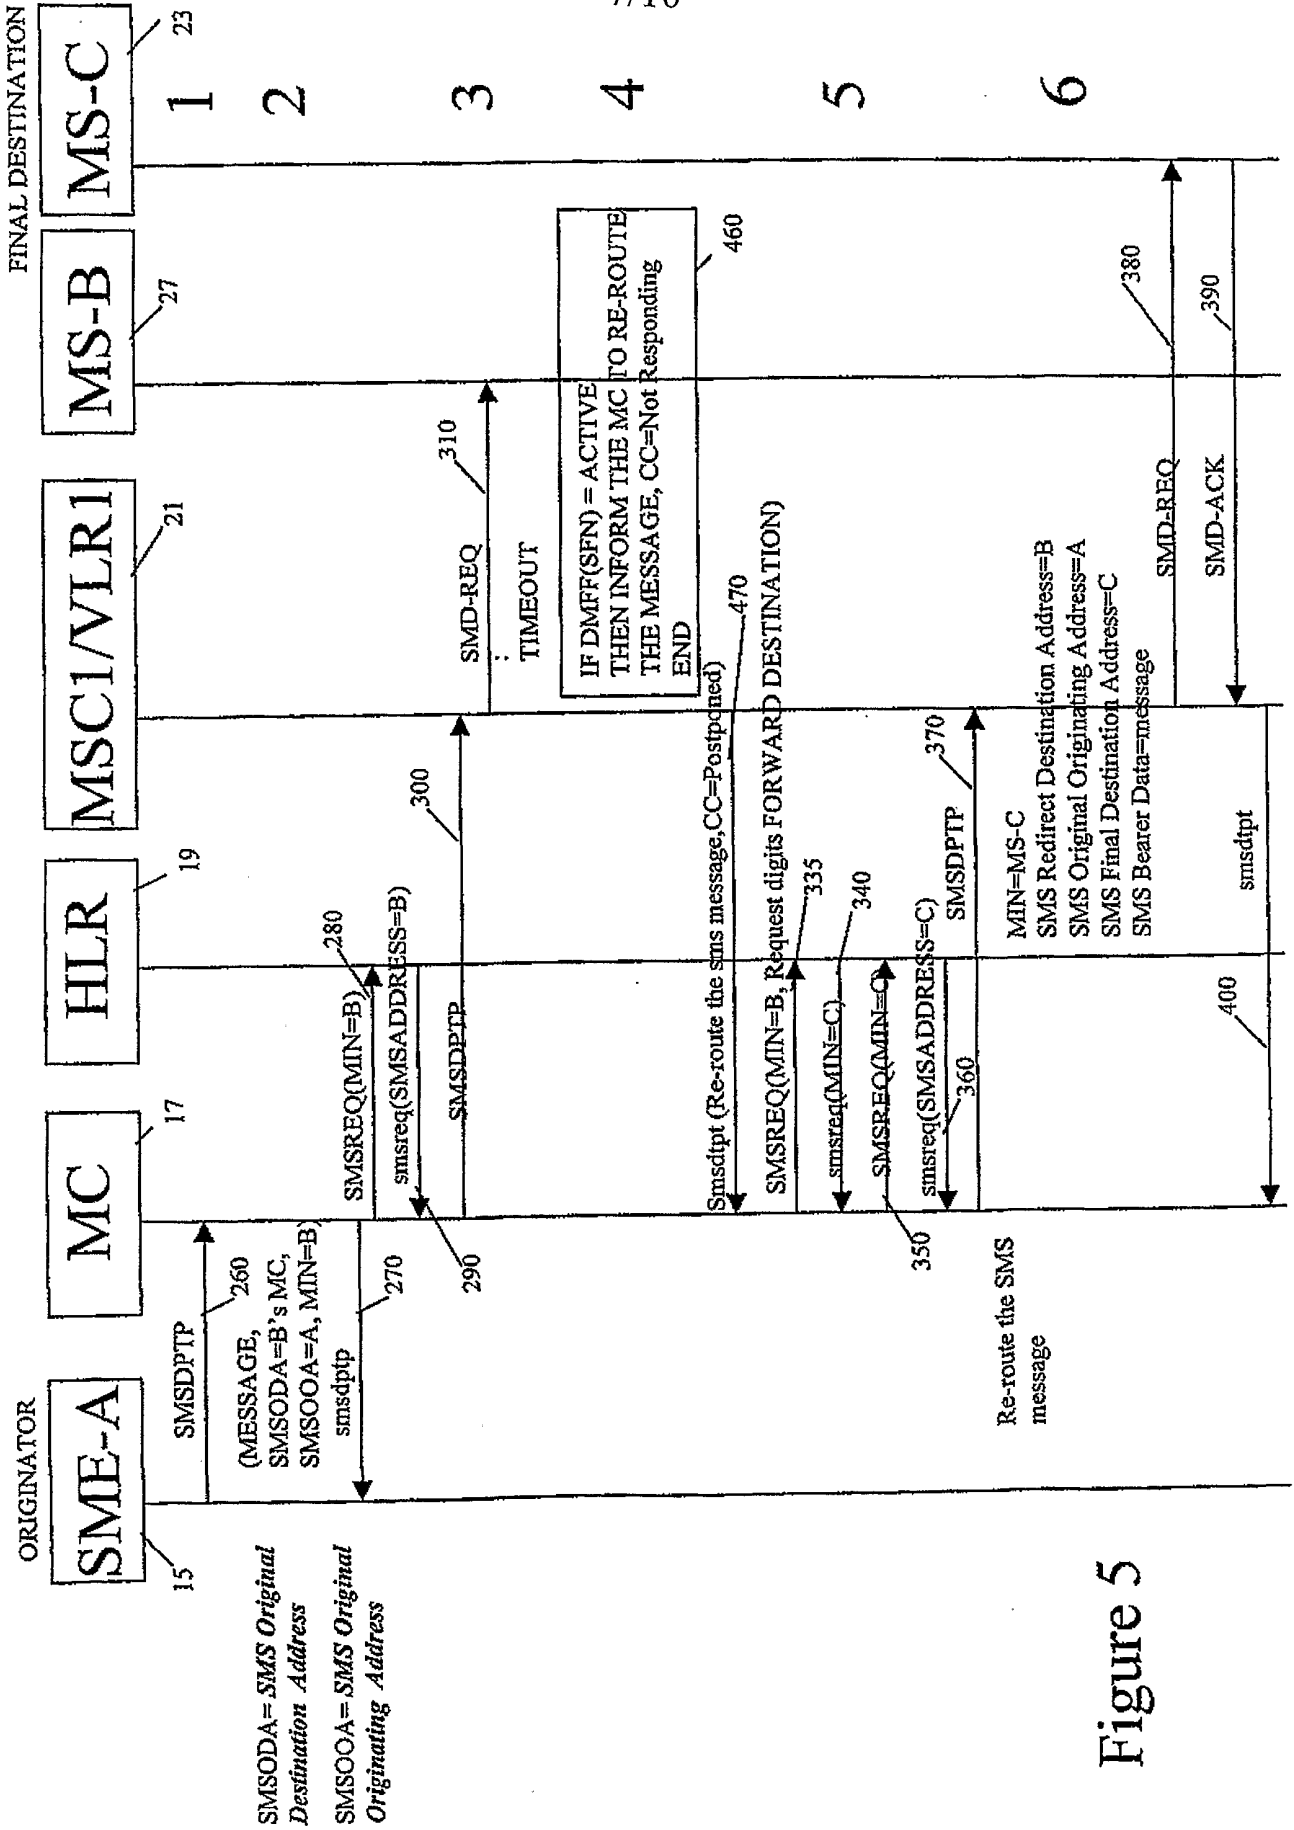 7/10
ORIGINATOR
FINAL DESTINATION
SME-A
MC
HLR
MSC1/VLR1
MS-B
MS-C
15
17
19
21
27
23
1
SMSDPTP
260
2
(MESSAGE,
SMSODA=B's MC,
SMSOOA=A, MIN=B)
SMSODA= SMS Original
Destination Address
SMSOOA= SMS Original
Originating Address
smsdptp
270
SMSREQ(MIN=B)
280
smsreq(SMSADDRESS=B)
290
3
SMSDPTP
300
SMD-REQ
310
:
TIMEOUT
4
IF DMFF(SFN) = ACTIVE
THEN INFORM THE MC TO RE-ROUTE
THE MESSAGE, CC=Not Responding
END
460
Smsdtpt (Re-route the sms message,CC=Postponed)
470
5
SMSREQ(MIN=B, Request digits FORWARD DESTINATION)
335
smsreq(MIN=C)
340
SMSREQ(MIN=C)
350
smsreq(SMSADDRESS=C)
360
SMSDPTP
370
6
Re-route the SMS
message
MIN=MS-C
SMS Redirect Destination Address=B
SMS Original Originating Address=A
SMS Final Destination Address=C
SMS Bearer Data=message
SMD-REQ
380
SMD-ACK
390
smsdtpt
400
Figure 5